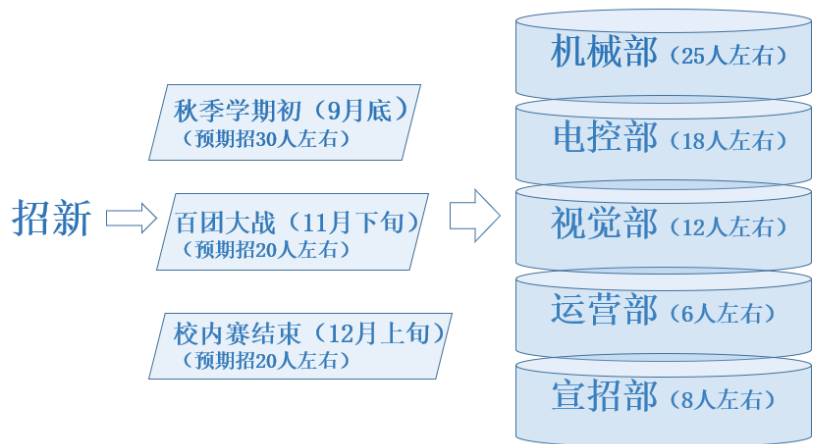 招新
秋季学期初（9月底）
（预期招30人左右）
百团大战（11月下旬）
（预期招20人左右）
校内赛结束（12月上旬）
（预期招20人左右）
机械部（25人左右）
电控部（18人左右）
视觉部（12人左右）
运营部（6人左右）
宣招部（8人左右）